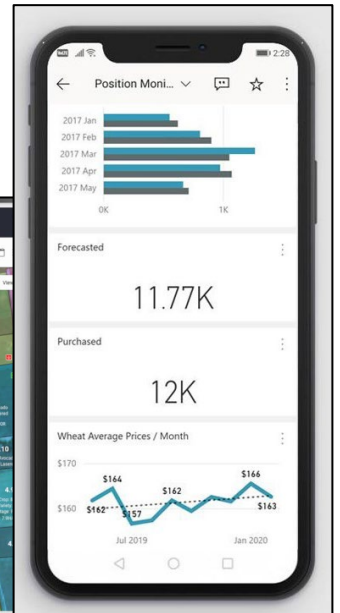 2:28
Position Moni...
2017 Jan
2017 Feb
2017 Mar
2017 Apr
2017 May
0K 1K
Forecasted
11.77K
Purchased
12K
Wheat Average Prices / Month
$170
$160
$162 $164 $157 $162 $166 $163
Jul 2019 Jan 2020